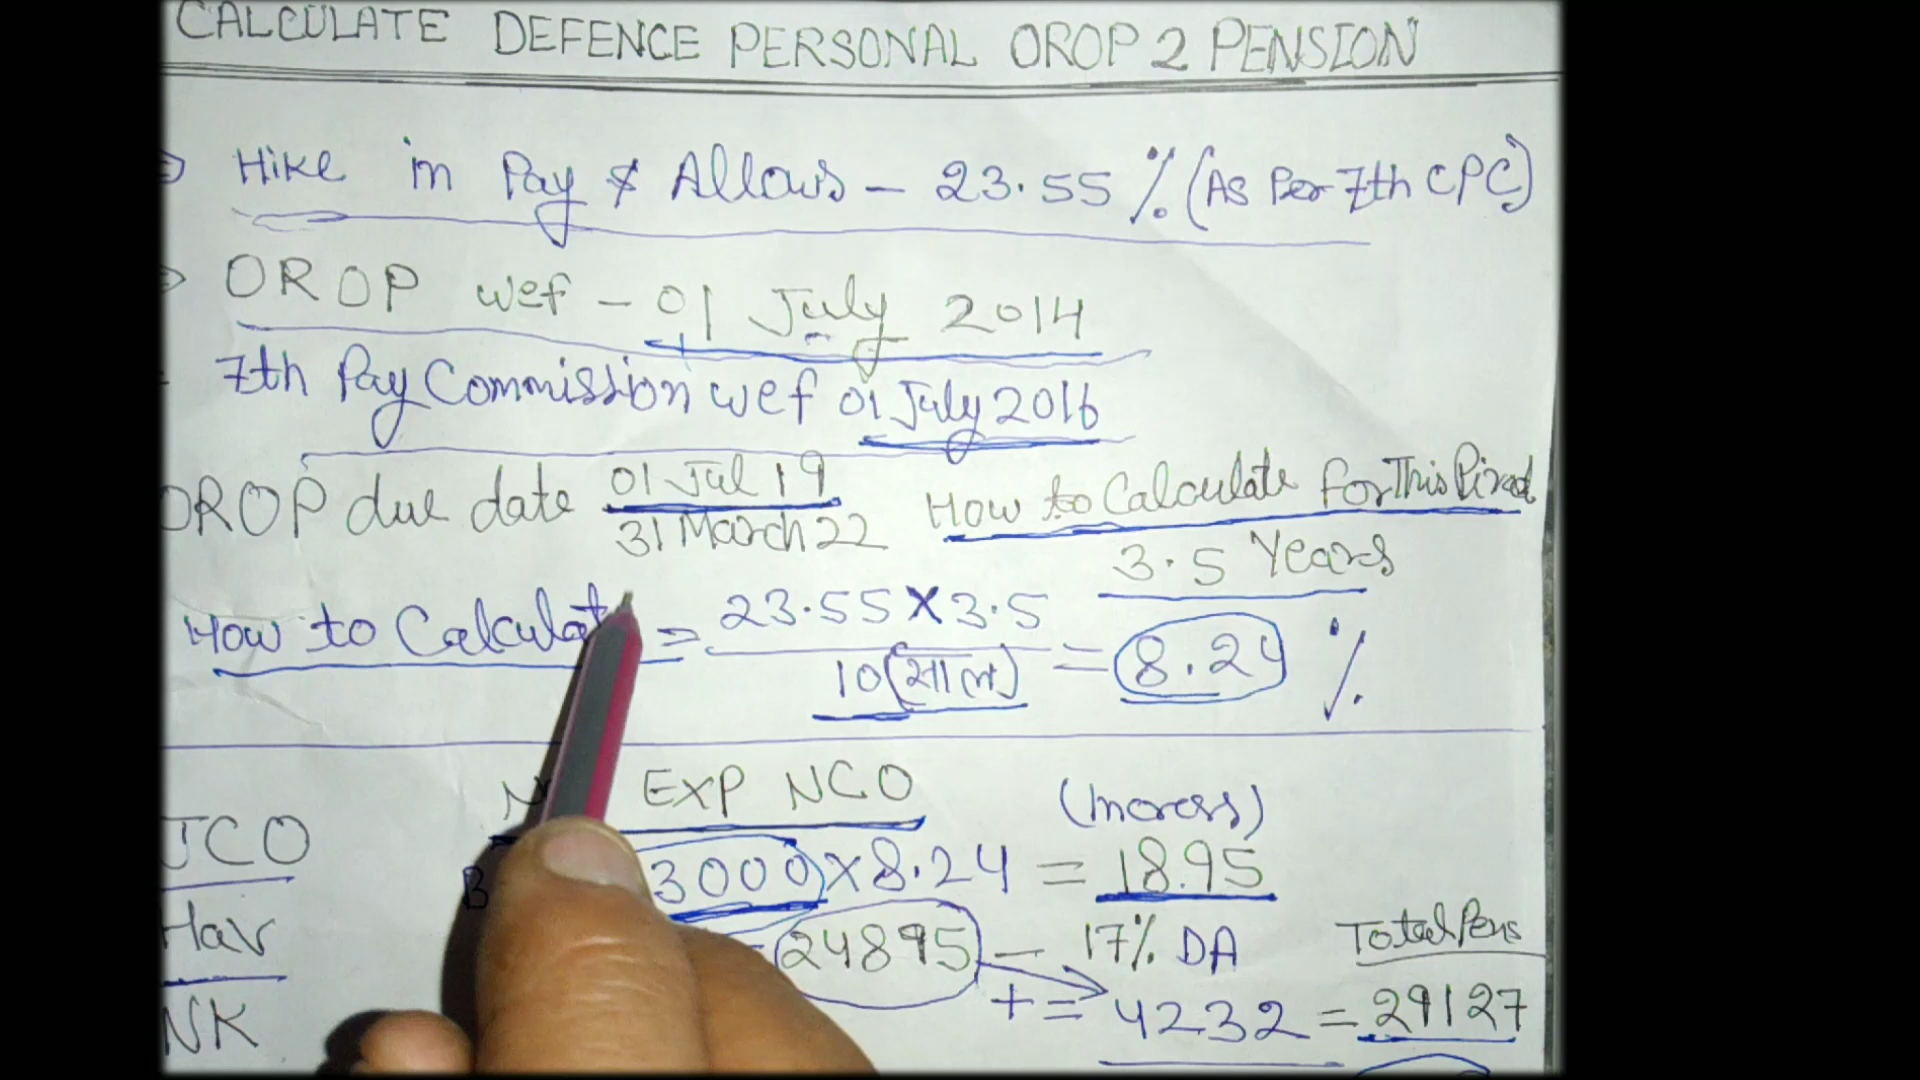 CALCULATE DEFENCE PERSONAL OROP 2 PENSION
Hike in Pay & Allows - 23.55 % (As Per 7th CPC)
OROP wef - 01 July 2014
7th Pay Commission wef 01 July 2016
OROP due date 01 Jul 19
31 March 22
How to Calculate For This Pirod
3.5 Years
How to Calculat = 23.55 X 3.5
10 (साल) = 8.24 %
EXP NCO
(Incress)
JCO
3000 X 8.24 = 18.95
Hav
= 24895 - 17% DA
Total Pens
NK
+ = 4232 = 29127